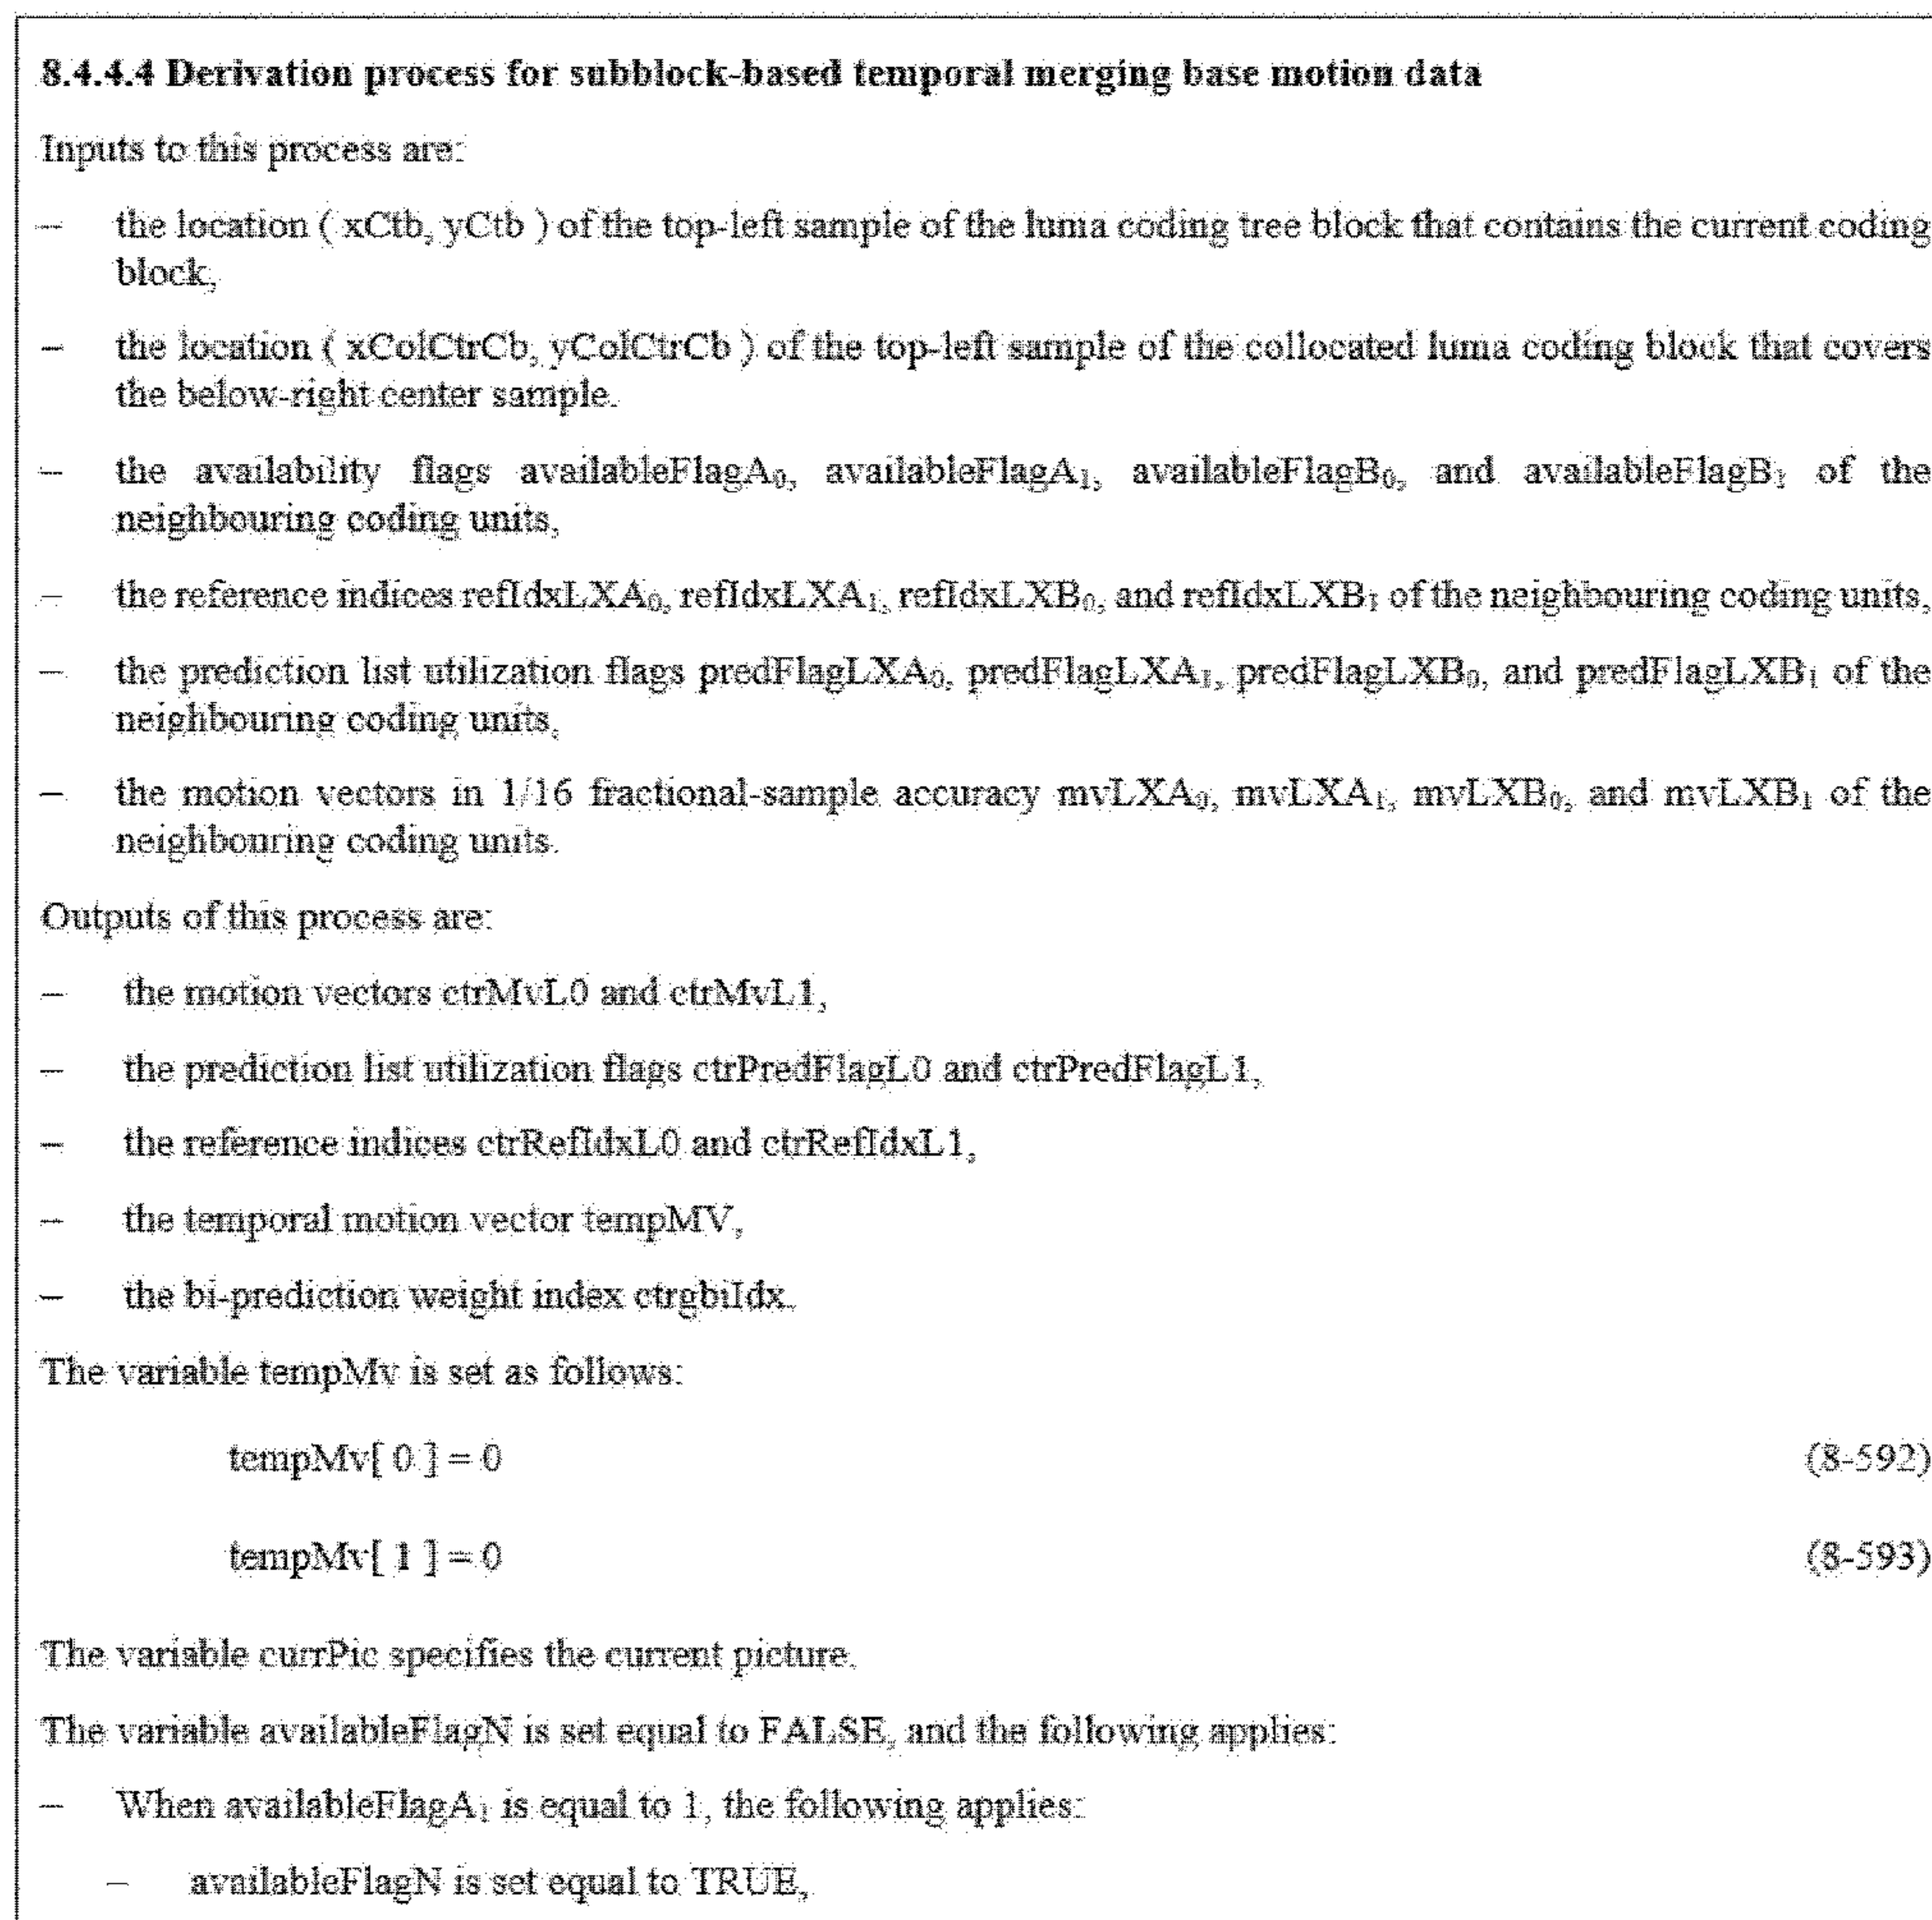 8.4.4.4 Derivation process for subblock-based temporal merging base motion data
Inputs to this process are:
– the location ( xCtb, yCtb ) of the top-left sample of the luma coding tree block that contains the current coding
block,
– the location ( xColCtrCb, yColCtrCb ) of the top-left sample of the collocated luma coding block that covers
the below-right center sample.
– the availability flags availableFlagA₀, availableFlagA₁, availableFlagB₀, and availableFlagB₁ of the
neighbouring coding units,
– the reference indices refIdxLXA₀, refIdxLXA₁, refIdxLXB₀, and refIdxLXB₁ of the neighbouring coding units,
– the prediction list utilization flags predFlagLXA₀, predFlagLXA₁, predFlagLXB₀, and predFlagLXB₁ of the
neighbouring coding units,
– the motion vectors in 1/16 fractional-sample accuracy mvLXA₀, mvLXA₁, mvLXB₀, and mvLXB₁ of the
neighbouring coding units.
Outputs of this process are:
– the motion vectors ctrMvL0 and ctrMvL1,
– the prediction list utilization flags ctrPredFlagL0 and ctrPredFlagL1,
– the reference indices ctrRefIdxL0 and ctrRefIdxL1,
– the temporal motion vector tempMV,
– the bi-prediction weight index ctrgbiIdx.
The variable tempMv is set as follows:
tempMv[ 0 ] = 0 (8-592)
tempMv[ 1 ] = 0 (8-593)
The variable currPic specifies the current picture.
The variable availableFlagN is set equal to FALSE, and the following applies:
– When availableFlagA₁ is equal to 1, the following applies:
– availableFlagN is set equal to TRUE,